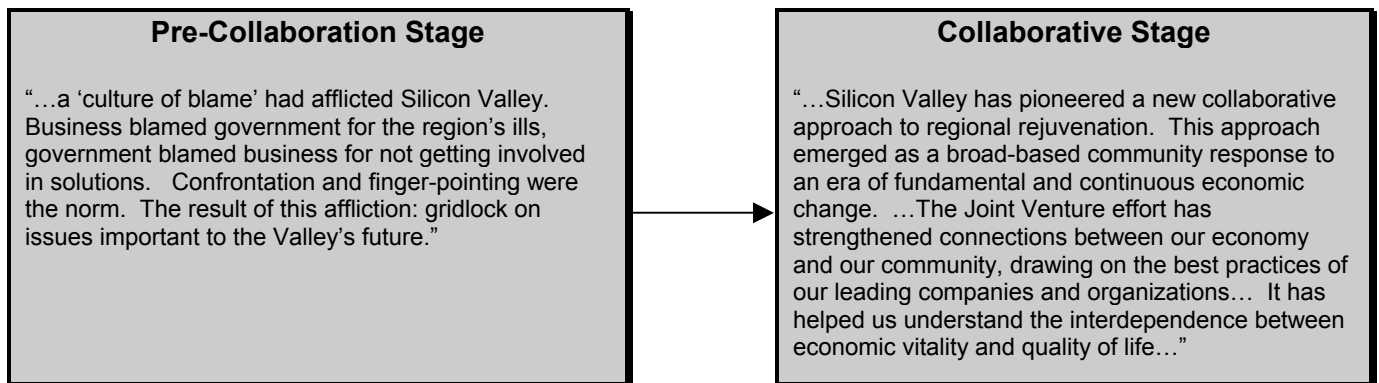 Pre-Collaboration Stage
“…a ‘culture of blame’ had afflicted Silicon Valley.
Business blamed government for the region’s ills,
government blamed business for not getting involved
in solutions.   Confrontation and finger-pointing were
the norm.  The result of this affliction: gridlock on
issues important to the Valley’s future.”
Collaborative Stage
“…Silicon Valley has pioneered a new collaborative
approach to regional rejuvenation.  This approach
emerged as a broad-based community response to
an era of fundamental and continuous economic
change.  …The Joint Venture effort has
strengthened connections between our economy
and our community, drawing on the best practices of
our leading companies and organizations…  It has
helped us understand the interdependence between
economic vitality and quality of life…”